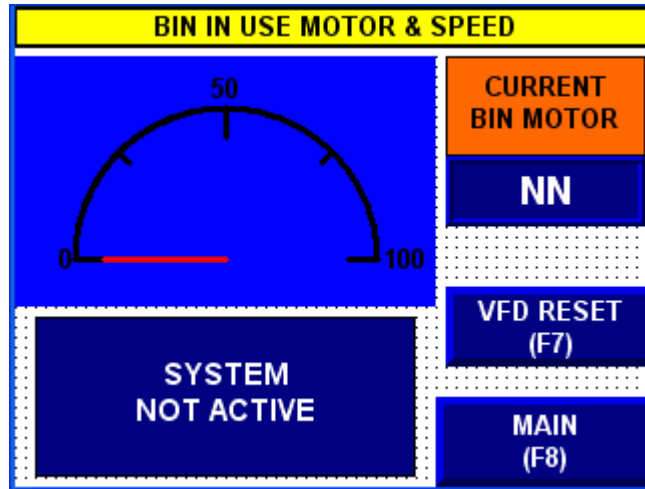 BIN IN USE MOTOR & SPEED
50
0
100
CURRENT
BIN MOTOR
NN
VFD RESET
(F7)
SYSTEM
NOT ACTIVE
MAIN
(F8)